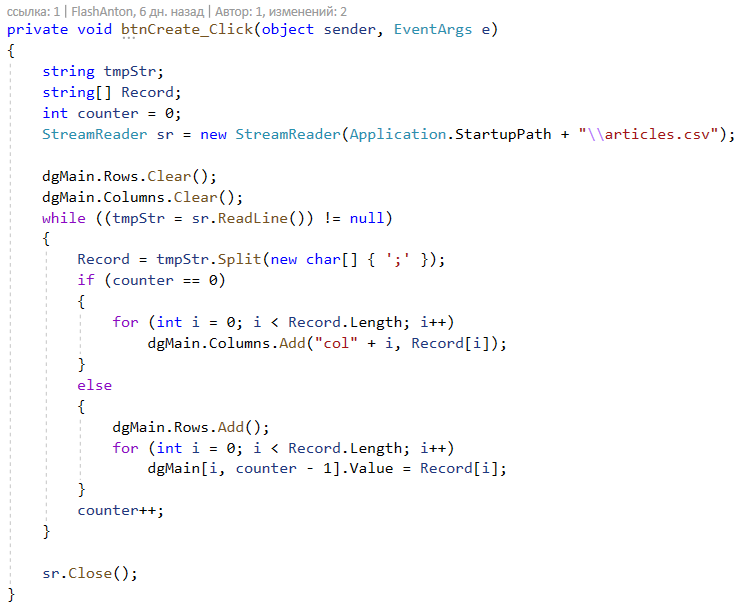 ссылка: 1 | FlashAnton, 6 дн. назад | Автор: 1, изменений: 2
private void btnCreate_Click(object sender, EventArgs e)
{
    string tmpStr;
    string[] Record;
    int counter = 0;
    StreamReader sr = new StreamReader(Application.StartupPath + "\\articles.csv");

    dgMain.Rows.Clear();
    dgMain.Columns.Clear();
    while ((tmpStr = sr.ReadLine()) != null)
    {
        Record = tmpStr.Split(new char[] { ';' });
        if (counter == 0)
        {
            for (int i = 0; i < Record.Length; i++)
                dgMain.Columns.Add("col" + i, Record[i]);
        }
        else
        {
            dgMain.Rows.Add();
            for (int i = 0; i < Record.Length; i++)
                dgMain[i, counter - 1].Value = Record[i];
        }
        counter++;
    }

    sr.Close();
}